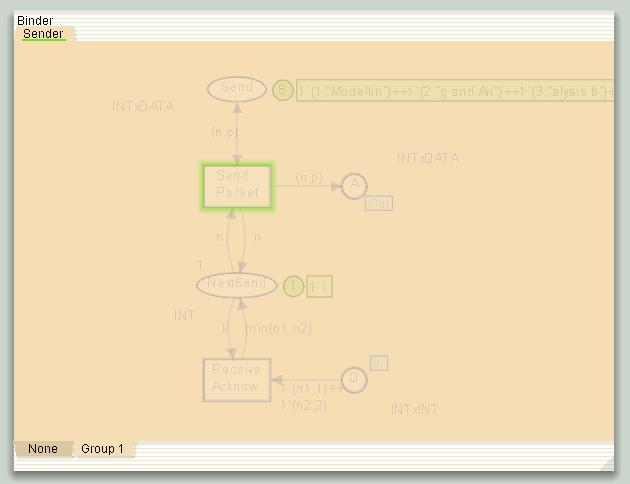 Binder
Sender
Send
8
1`(1,"Modellin")++1`(2,"g and An")++1`(3,"alysis b")+
INTxDATA
(n,p)
INTxDATA
Send
Packet
(n,p)
A
Out
n
n
1
NextSend
1
1`1
INT
k
min(n1,n2)
In
Receive
Acknow
D
1`(n1,1)++
1`(n2,2)
INTxINT
None
Group 1